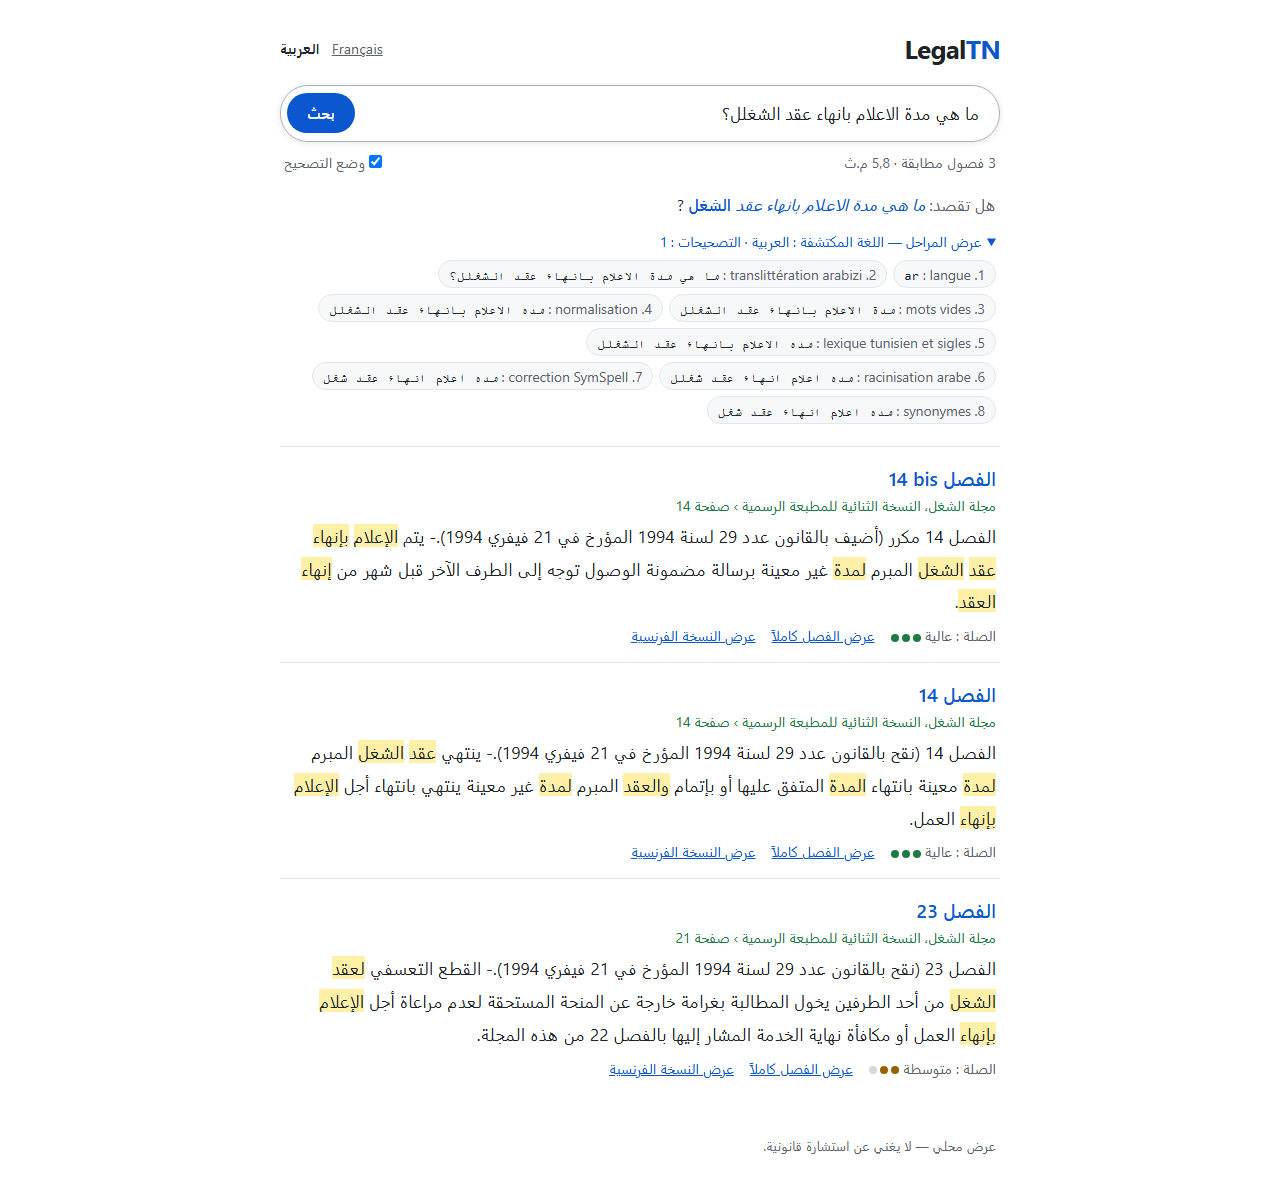 LegalTN
العربية Français
ما هي مدة الاعلام بانهاء عقد الشغلل؟
بحث
3 فصول مطابقة · 5,8 م.ث
وضع التصحيح
هل تقصد: ما هي مدة الاعلام بانهاء عقد الشغل ?
▼ عرض المراحل — اللغة المكتشفة : العربية · التصحيحات : 1
1. langue : ar
2. translittération arabizi : ما هي مدة الاعلام بانهاء عقد الشغلل؟
3. mots vides : مدة الاعلام بانهاء عقد الشغلل
4. normalisation : مده الاعلام بانهاء عقد الشغلل
5. lexique tunisien et sigles : مده الاعلام بانهاء عقد الشغلل
6. racinisation arabe : مده اعلام انهاء عقد شغلل
7. correction SymSpell : مده اعلام انهاء عقد شغل
8. synonymes : مده اعلام انهاء عقد شغل
الفصل 14 bis
مجلة الشغل، النسخة الثنائية للمطبعة الرسمية › صفحة 14
الفصل 14 مكرر (أضيف بالقانون عدد 29 لسنة 1994 المؤرخ في 21 فيفري 1994).- يتم الإعلام بإنهاء
عقد الشغل المبرم لمدة غير معينة برسالة مضمونة الوصول توجه إلى الطرف الآخر قبل شهر من إنهاء
العقد.
الصلة : عالية عرض الفصل كاملاً عرض النسخة الفرنسية
الفصل 14
مجلة الشغل، النسخة الثنائية للمطبعة الرسمية › صفحة 14
الفصل 14 (نقح بالقانون عدد 29 لسنة 1994 المؤرخ في 21 فيفري 1994).- ينتهي عقد الشغل المبرم
لمدة معينة بانتهاء المدة المتفق عليها أو بإتمام والعقد المبرم لمدة غير معينة ينتهي بانتهاء أجل الإعلام
بإنهاء العمل.
الصلة : عالية عرض الفصل كاملاً عرض النسخة الفرنسية
الفصل 23
مجلة الشغل، النسخة الثنائية للمطبعة الرسمية › صفحة 21
الفصل 23 (نقح بالقانون عدد 29 لسنة 1994 المؤرخ في 21 فيفري 1994).- القطع التعسفي لعقد
الشغل من أحد الطرفين يخول المطالبة بغرامة خارجة عن المنحة المستحقة لعدم مراعاة أجل الإعلام
بإنهاء العمل أو مكافأة نهاية الخدمة المشار إليها بالفصل 22 من هذه المجلة.
الصلة : متوسطة عرض الفصل كاملاً عرض النسخة الفرنسية
عرض محلي — لا يغني عن استشارة قانونية.